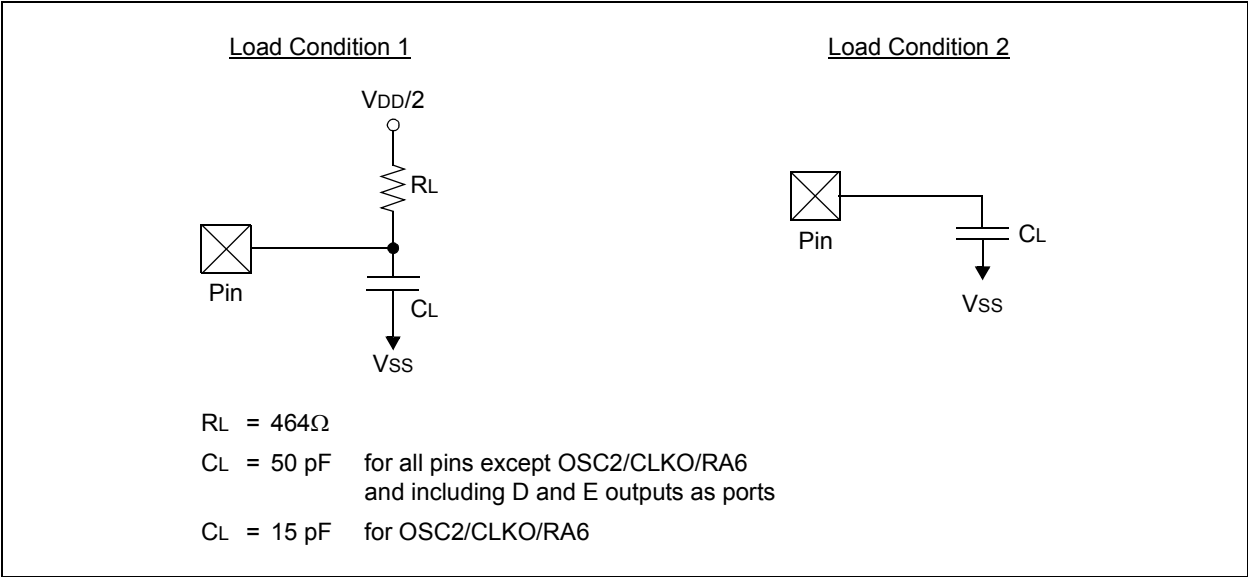 Load Condition 1
Load Condition 2
VDD/2
RL
Pin
CL
VSS
Pin
CL
VSS
RL = 464Ω
CL = 50 pF for all pins except OSC2/CLKO/RA6
and including D and E outputs as ports
CL = 15 pF for OSC2/CLKO/RA6